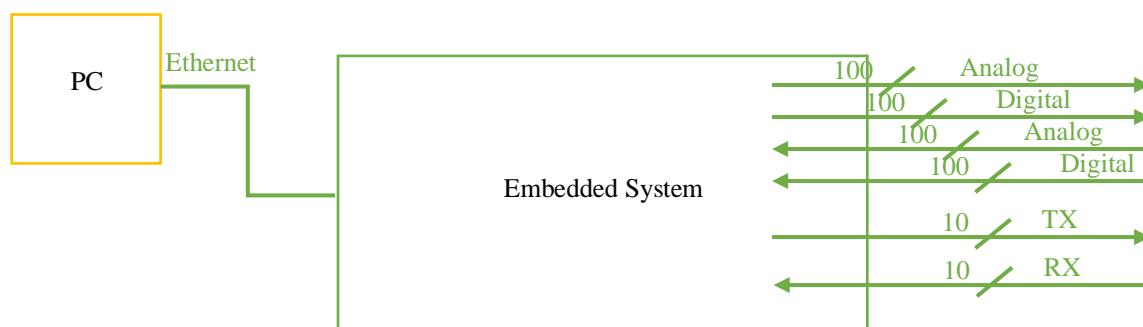 PC
Ethernet
Embedded System
100 Analog
100 Digital
100 Analog
100 Digital
10 TX
10 RX